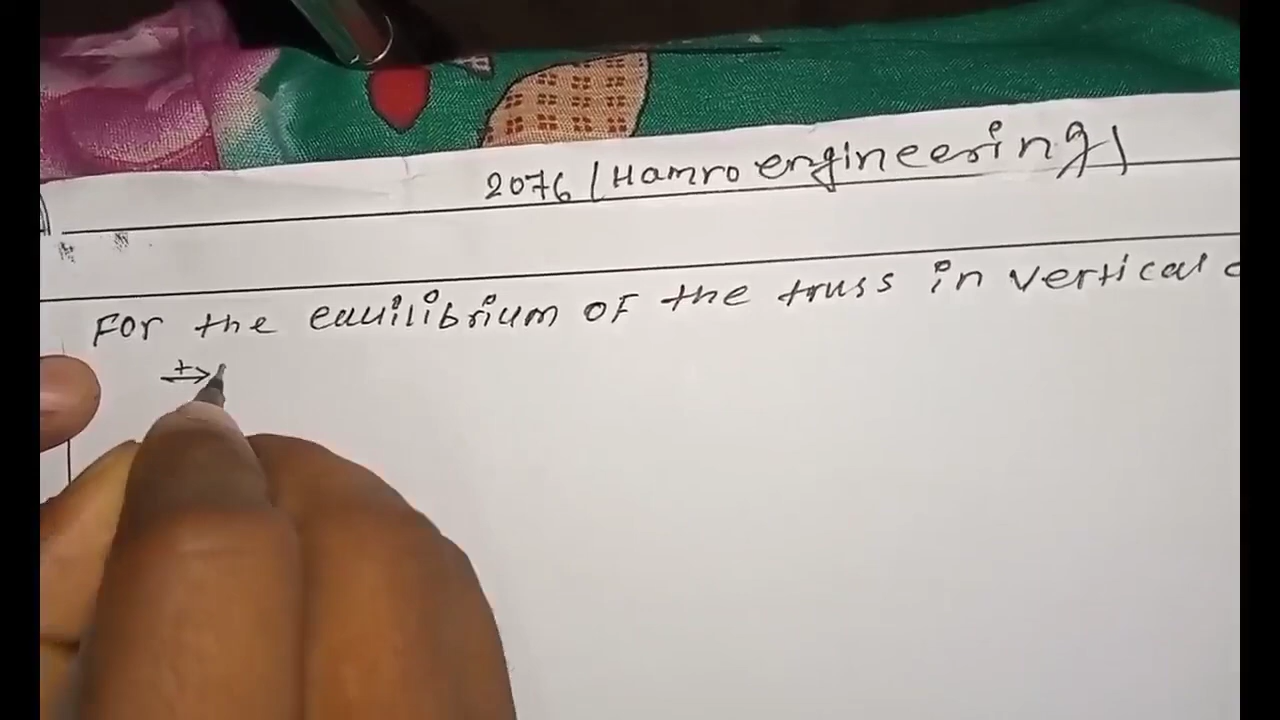 2076 (Hamro engineering)
For the equilibrium of the truss in vertical
+→